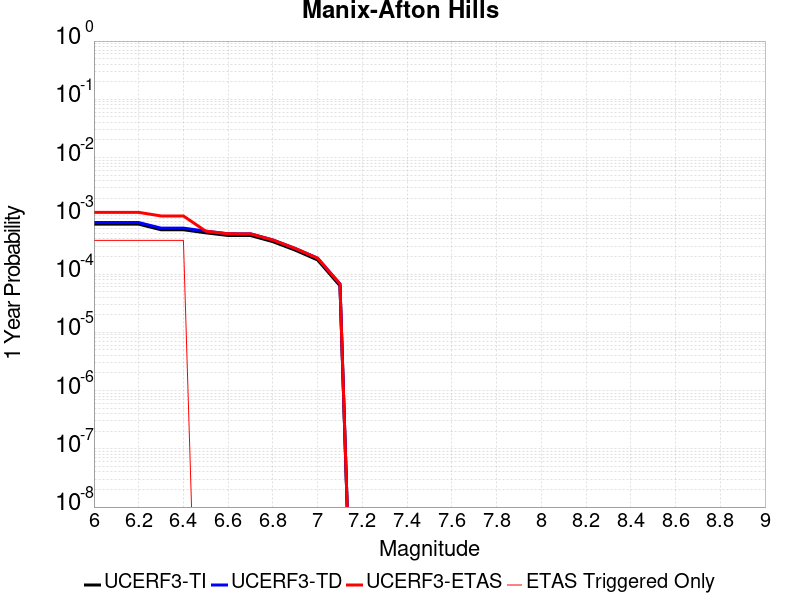 Manix-Afton Hills
1 Year Probability
10^0
10^-1
10^-2
10^-3
10^-4
10^-5
10^-6
10^-7
10^-8
6 6.2 6.4 6.6 6.8 7 7.2 7.4 7.6 7.8 8 8.2 8.4 8.6 8.8 9
Magnitude
UCERF3-TI UCERF3-TD UCERF3-ETAS ETAS Triggered Only